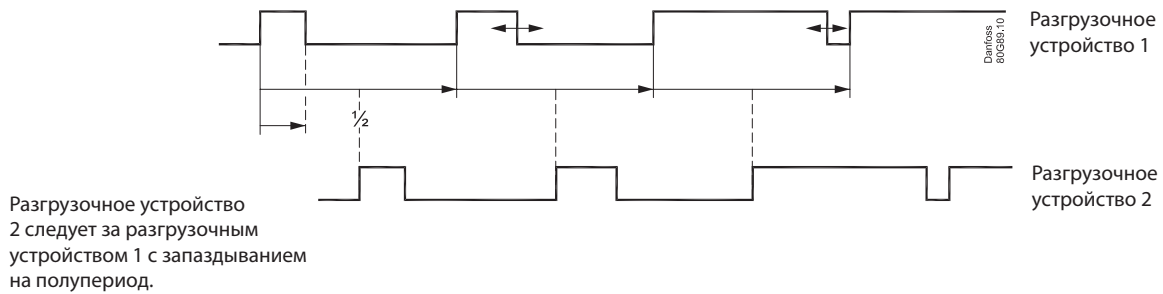 Danfoss
80G89.10
Разгрузочное
устройство 1
½
Разгрузочное
устройство 2
Разгрузочное устройство
2 следует за разгрузочным
устройством 1 с запаздыванием
на полупериод.